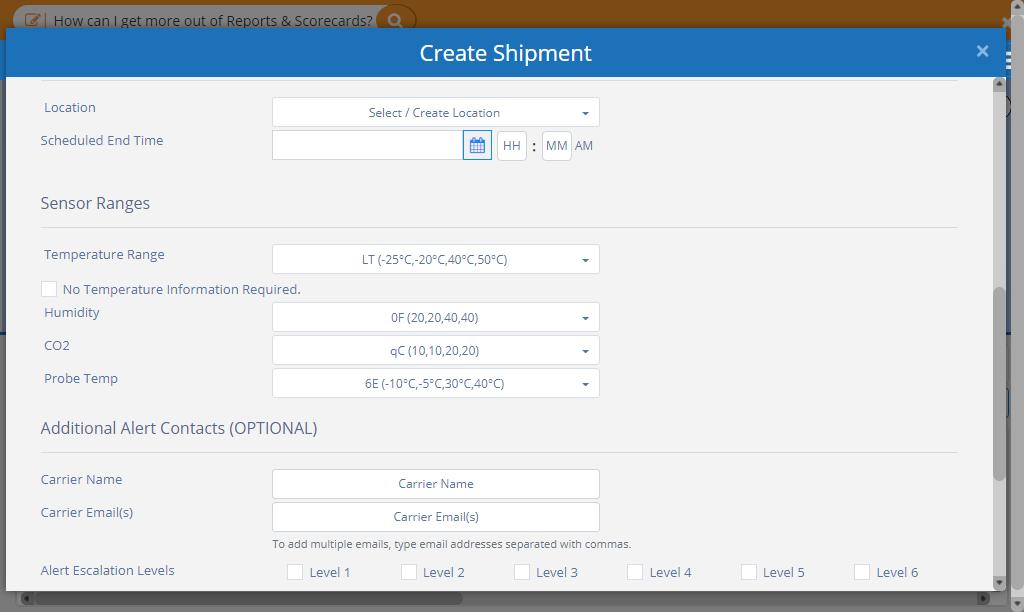 How can I get more out of Reports & Scorecards?
Create Shipment ×
Location Select / Create Location
Scheduled End Time HH : MM AM
Sensor Ranges
Temperature Range LT (-25°C,-20°C,40°C,50°C)
No Temperature Information Required.
Humidity 0F (20,20,40,40)
CO2 qC (10,10,20,20)
Probe Temp 6E (-10°C,-5°C,30°C,40°C)
Additional Alert Contacts (OPTIONAL)
Carrier Name Carrier Name
Carrier Email(s) Carrier Email(s)
To add multiple emails, type email addresses separated with commas.
Alert Escalation Levels Level 1 Level 2 Level 3 Level 4 Level 5 Level 6